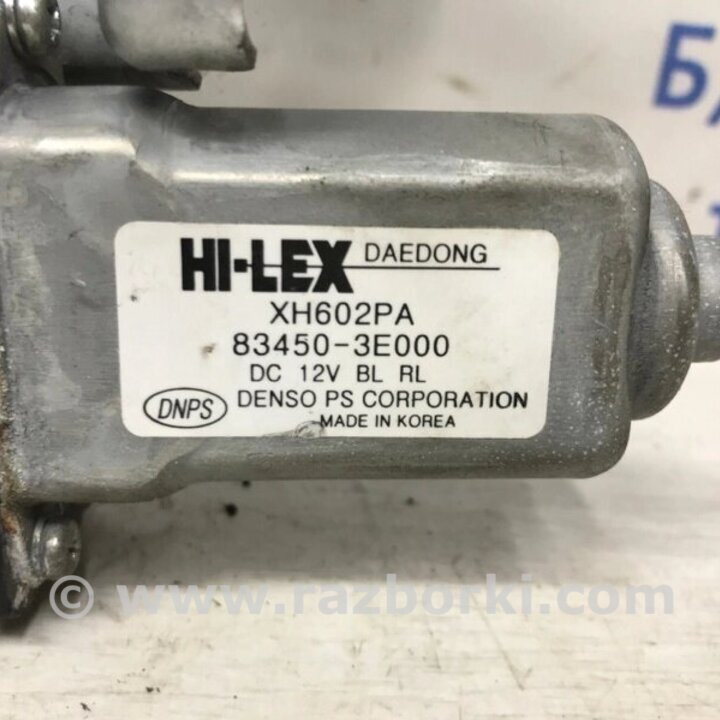 HI-LEX DAEDONG
XH602PA
83450-3E000
DC 12V BL RL
DNPS DENSO PS CORPORATION
MADE IN KOREA
© www.razborki.com